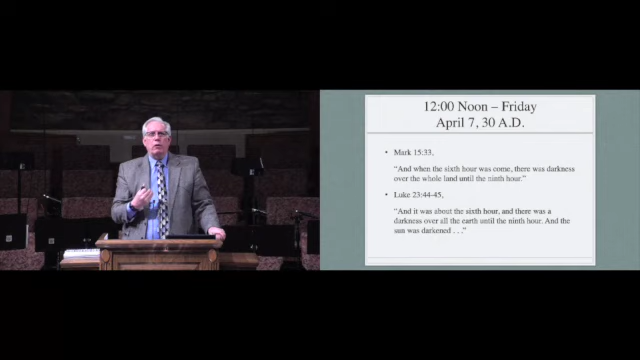 12:00 Noon – Friday
April 7, 30 A.D.
• Mark 15:33,
“And when the sixth hour was come, there was darkness
over the whole land until the ninth hour.”
• Luke 23:44-45,
“And it was about the sixth hour, and there was a
darkness over all the earth until the ninth hour. And the
sun was darkened . . .”